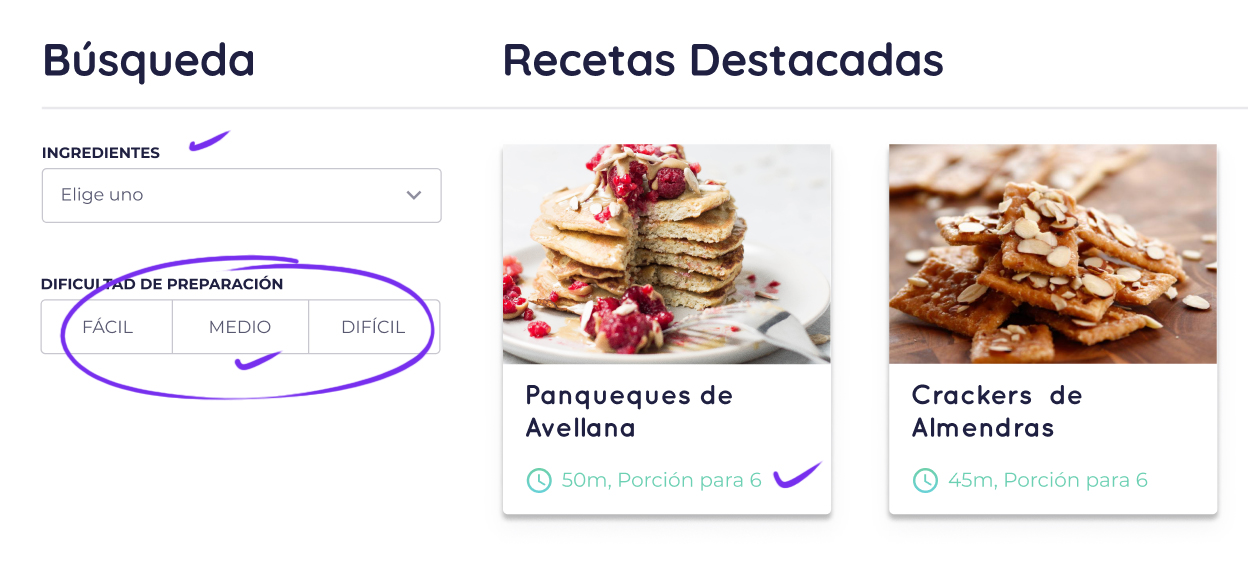 Búsqueda
Recetas Destacadas
INGREDIENTES
Elige uno
DIFICULTAD DE PREPARACIÓN
FÁCIL MEDIO DIFÍCIL
Panqueques de
Avellana
50m, Porción para 6
Crackers de
Almendras
45m, Porción para 6